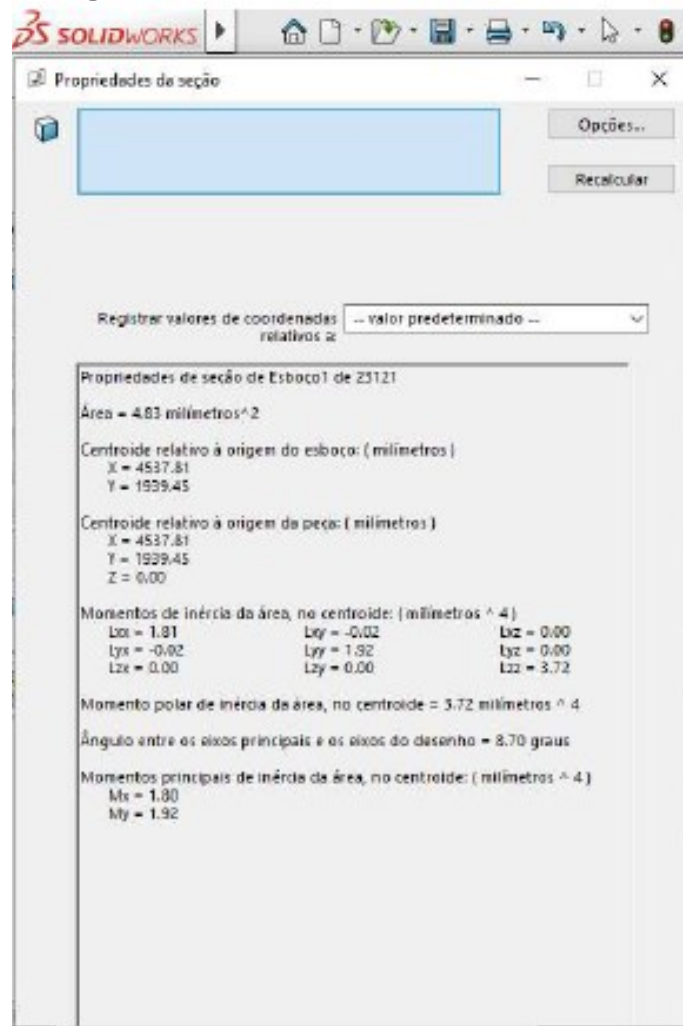 SOLIDWORKS
Propriedades da seção
Opções...
Recalcular
Registrar valores de coordenadas
relativos a:
-- valor predeterminado --
Propriedades de seção de Esboço1 de 23121
Área = 4.83 milímetros^2
Centroide relativo à origem do esboço: ( milímetros )
X = 4537.81
Y = 1939.45
Centroide relativo à origem da peça: ( milímetros )
X = 4537.81
Y = 1939.45
Z = 0.00
Momentos de inércia da área, no centroide: ( milímetros ^ 4 )
Lxx = 1.81 Lxy = -0.02 Lxz = 0.00
Lyx = -0.02 Lyy = 1.92 Lyz = 0.00
Lzx = 0.00 Lzy = 0.00 Lzz = 3.72
Momento polar de inércia da área, no centroide = 3.72 milímetros ^ 4
Ângulo entre os eixos principais e os eixos do desenho = 8.70 graus
Momentos principais de inércia da área, no centroide: ( milímetros ^ 4 )
Mx = 1.80
My = 1.92